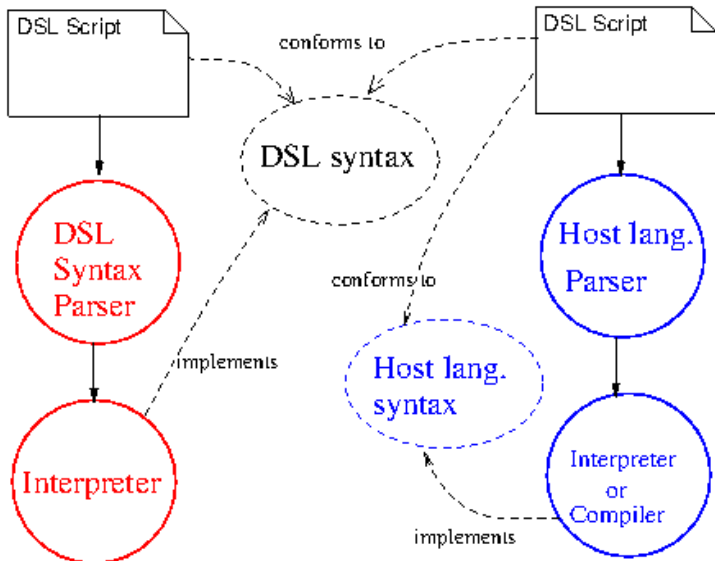 DSL Script
DSL Script
conforms to
DSL syntax
DSL
Syntax
Parser
Host lang.
Parser
conforms to
implements
Host lang.
syntax
Interpreter
Interpreter
or
Compiler
implements